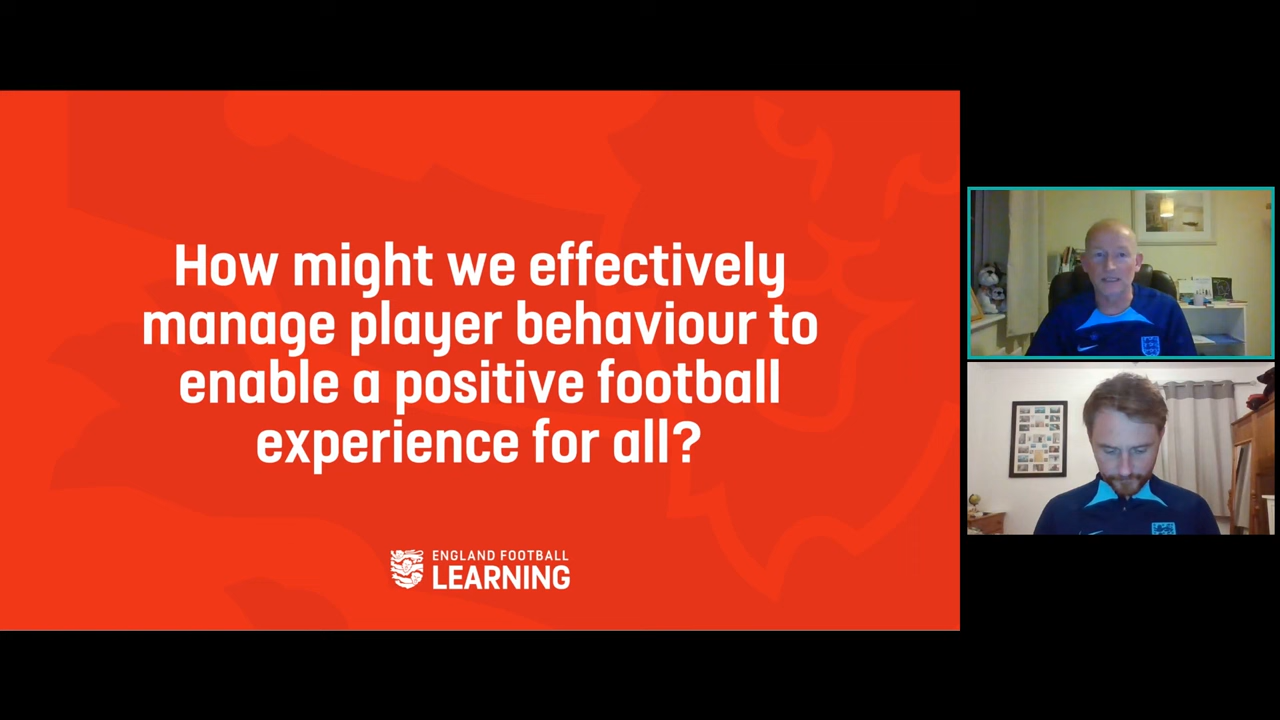 How might we effectively
manage player behaviour to
enable a positive football
experience for all?
ENGLAND FOOTBALL
LEARNING